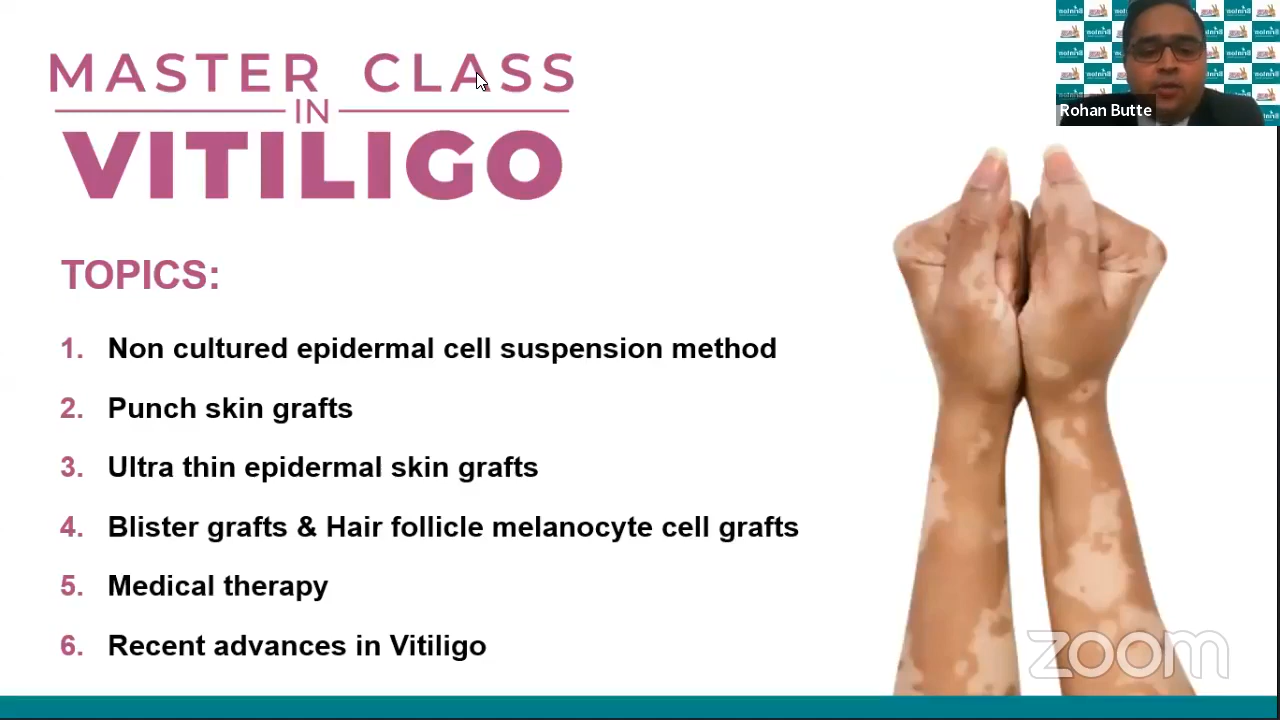 MASTER CLASS
IN
VITILIGO
Rohan Butte
TOPICS:
1. Non cultured epidermal cell suspension method
2. Punch skin grafts
3. Ultra thin epidermal skin grafts
4. Blister grafts & Hair follicle melanocyte cell grafts
5. Medical therapy
6. Recent advances in Vitiligo
zoom